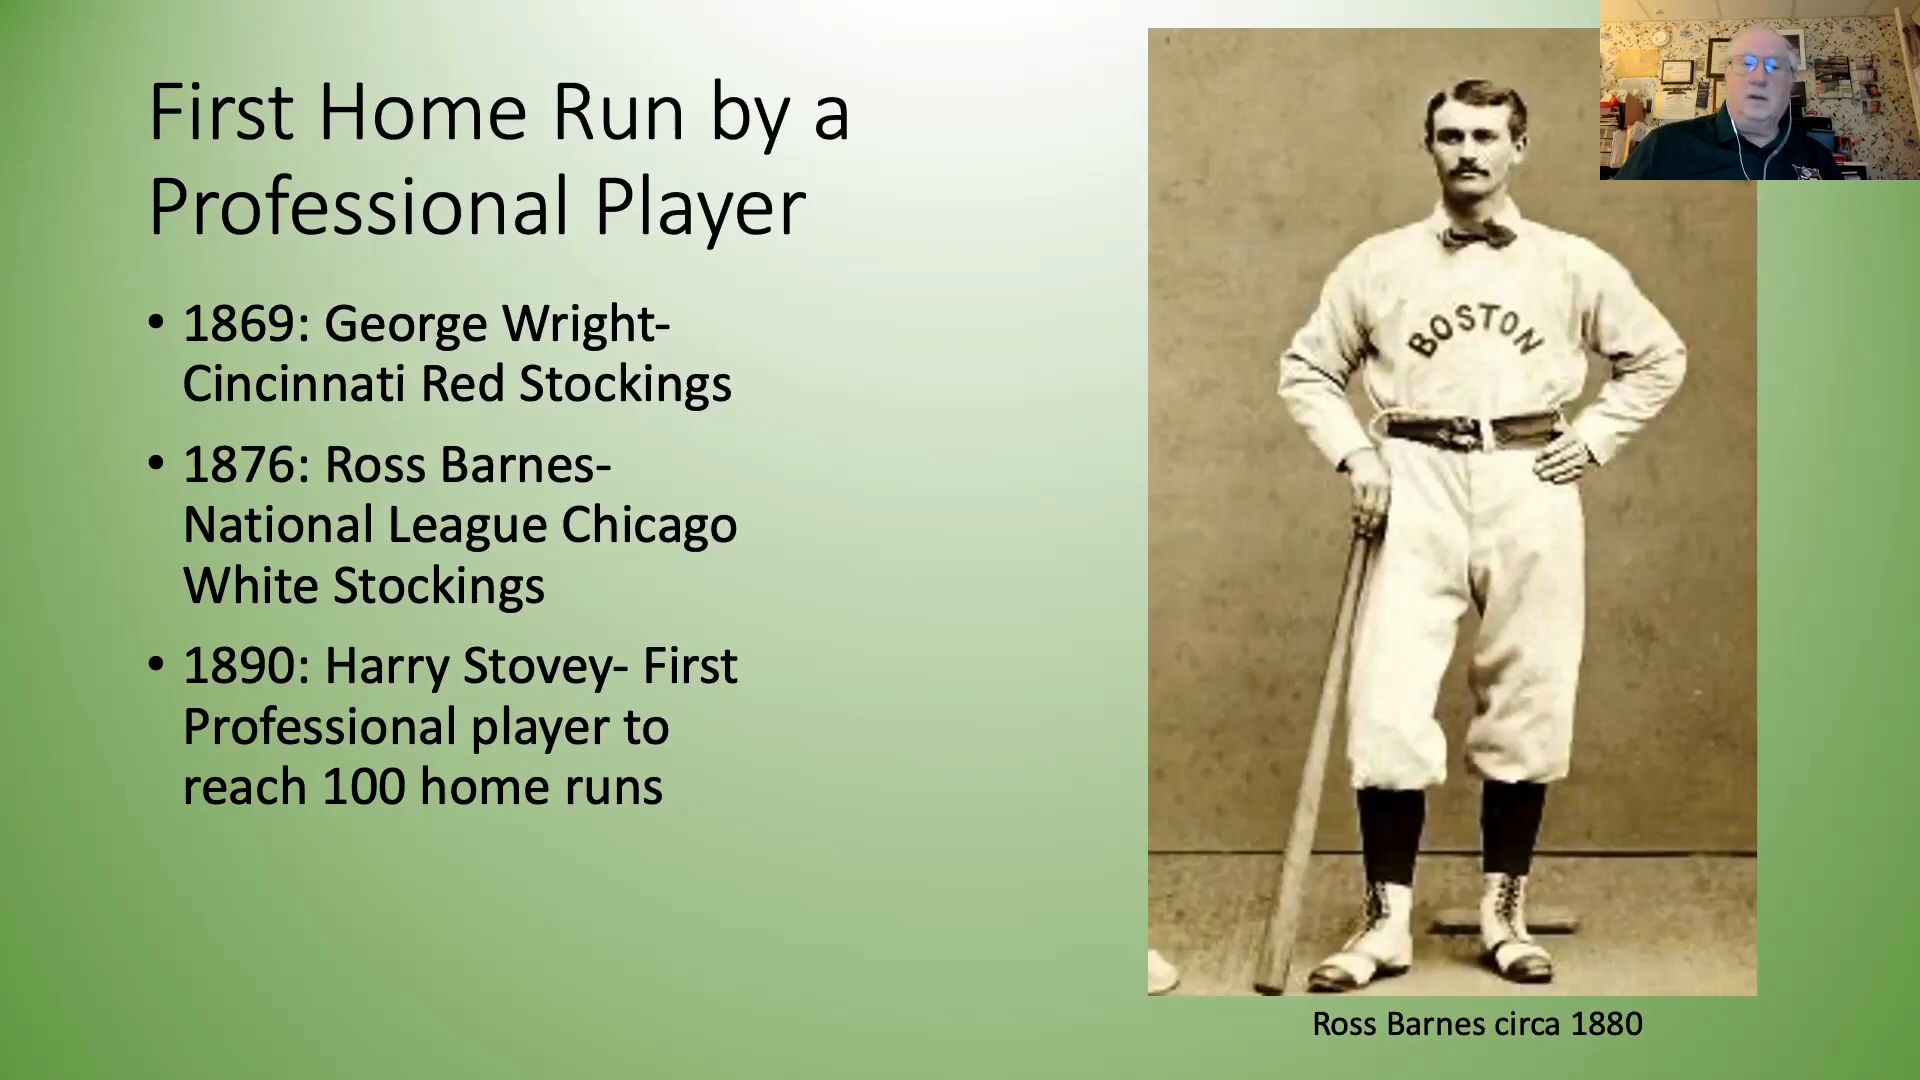 First Home Run by a
Professional Player
• 1869: George Wright-
Cincinnati Red Stockings
• 1876: Ross Barnes-
National League Chicago
White Stockings
• 1890: Harry Stovey- First
Professional player to
reach 100 home runs
BOSTON
Ross Barnes circa 1880